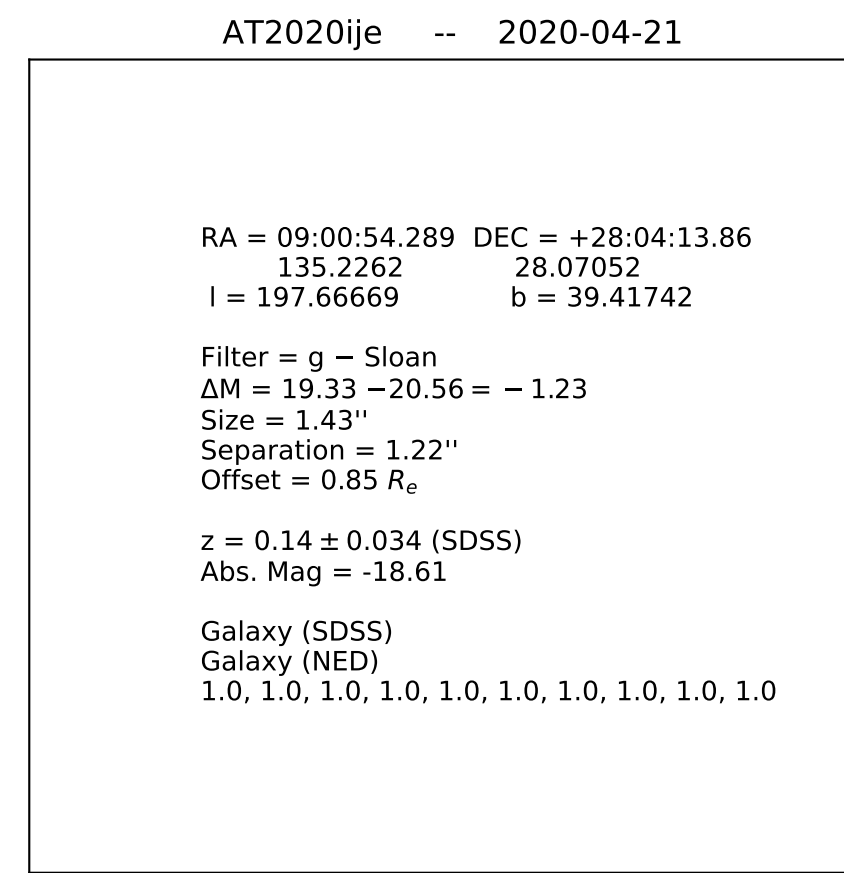 AT2020ije -- 2020-04-21
RA = 09:00:54.289 DEC = +28:04:13.86
135.2262 28.07052
l = 197.66669 b = 39.41742
Filter = g − Sloan
ΔM = 19.33 −20.56 = − 1.23
Size = 1.43''
Separation = 1.22''
Offset = 0.85 Rₑ
z = 0.14 ± 0.034 (SDSS)
Abs. Mag = -18.61
Galaxy (SDSS)
Galaxy (NED)
1.0, 1.0, 1.0, 1.0, 1.0, 1.0, 1.0, 1.0, 1.0, 1.0